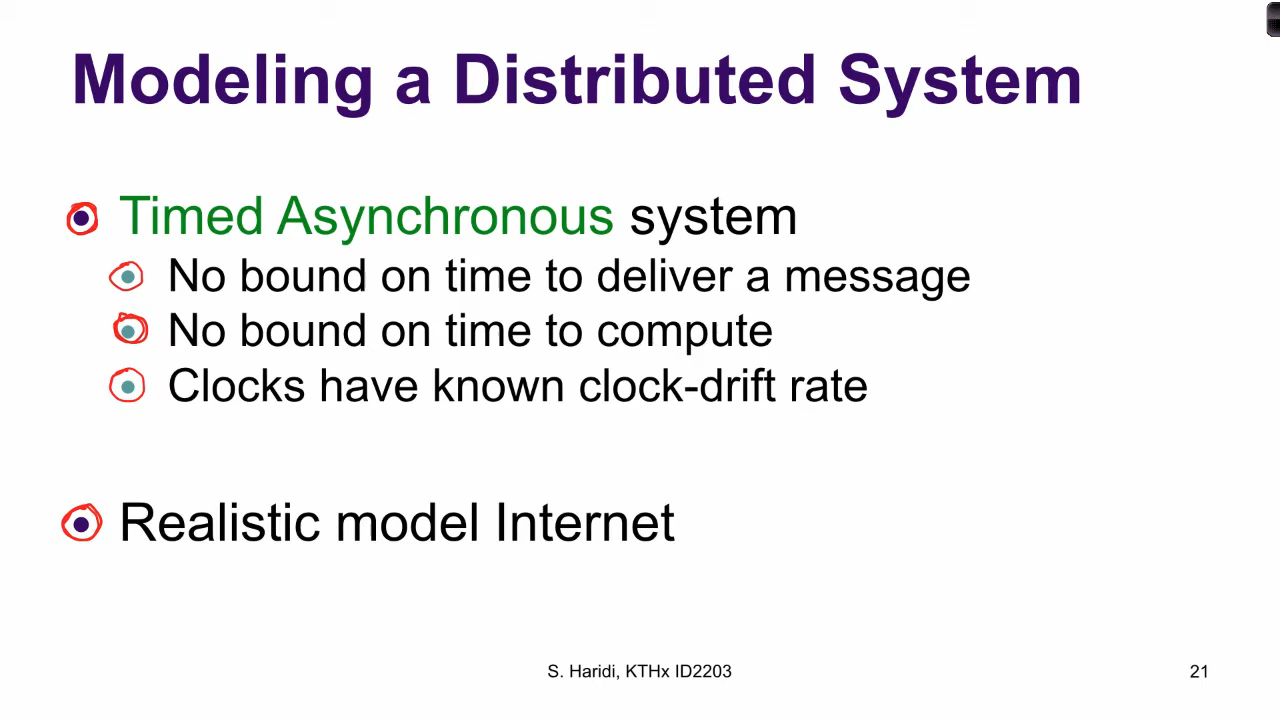 Modeling a Distributed System
Timed Asynchronous system
No bound on time to deliver a message
No bound on time to compute
Clocks have known clock-drift rate
Realistic model Internet
S. Haridi, KTHx ID2203
21